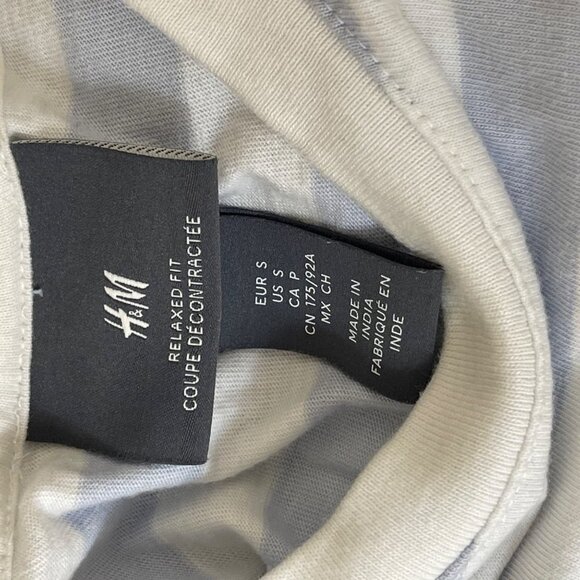 H&M
RELAXED FIT
COUPE DÉCONTRACTÉE
EUR S
US S
CA P
CN 175/92A
MX CH
MADE IN
INDIA
FABRIQUÉ EN
INDE